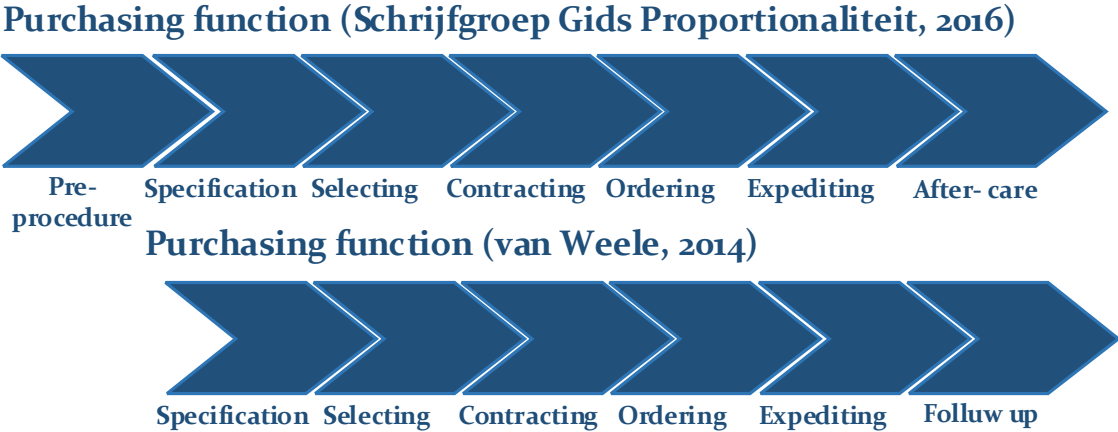 Purchasing function (Schrijfgroep Gids Proportionaliteit, 2016)
Pre-
procedure
Specification
Selecting
Contracting
Ordering
Expediting
After- care
Purchasing function (van Weele, 2014)
Specification
Selecting
Contracting
Ordering
Expediting
Folluw up